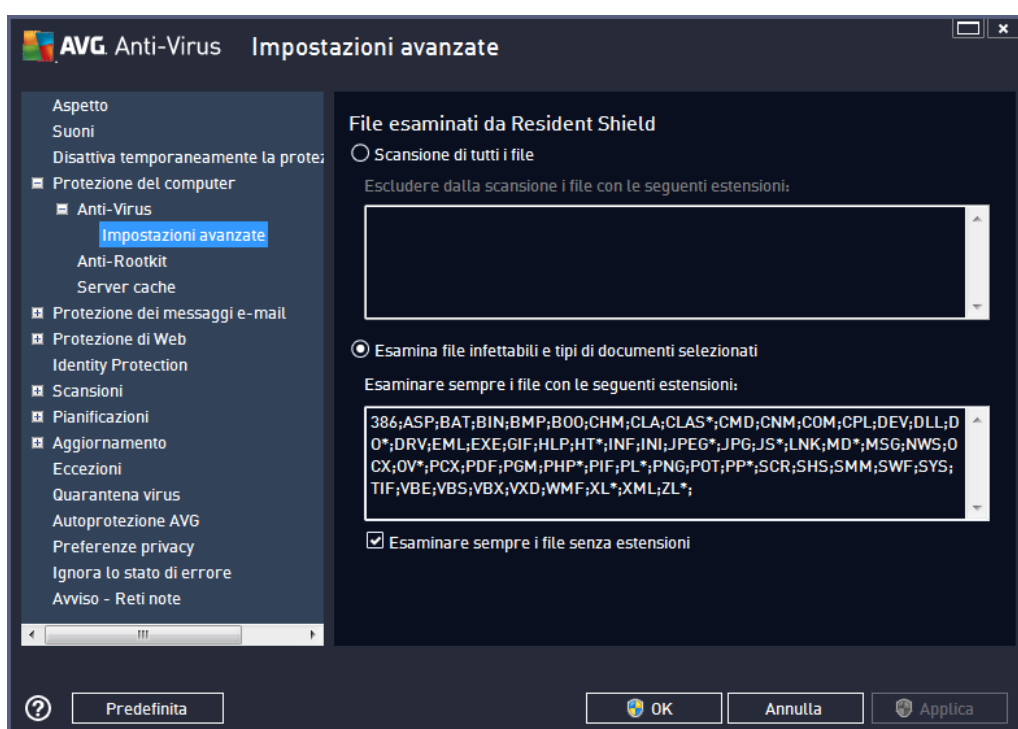 AVG. Anti-Virus Impostazioni avanzate
Aspetto
Suoni
Disattiva temporaneamente la protez
Protezione del computer
Anti-Virus
Impostazioni avanzate
Anti-Rootkit
Server cache
Protezione dei messaggi e-mail
Protezione di Web
Identity Protection
Scansioni
Pianificazioni
Aggiornamento
Eccezioni
Quarantena virus
Autoprotezione AVG
Preferenze privacy
Ignora lo stato di errore
Avviso - Reti note
File esaminati da Resident Shield
Scansione di tutti i file
Escludere dalla scansione i file con le seguenti estensioni:
Esamina file infettabili e tipi di documenti selezionati
Esaminare sempre i file con le seguenti estensioni:
386;ASP;BAT;BIN;BMP;BOO;CHM;CLA;CLAS*;CMD;CNM;COM;CPL;DEV;DLL;D
O*;DRV;EML;EXE;GIF;HLP;HT*;INF;INI;JPEG*;JPG;JS*;LNK;MD*;MSG;NWS;O
CX;OV*;PCX;PDF;PGM;PHP*;PIF;PL*;PNG;POT;PP*;SCR;SHS;SMM;SWF;SYS;
TIF;VBE;VBS;VBX;VXD;WMF;XL*;XML;ZL*;
Esaminare sempre i file senza estensioni
Predefinita
OK
Annulla
Applica